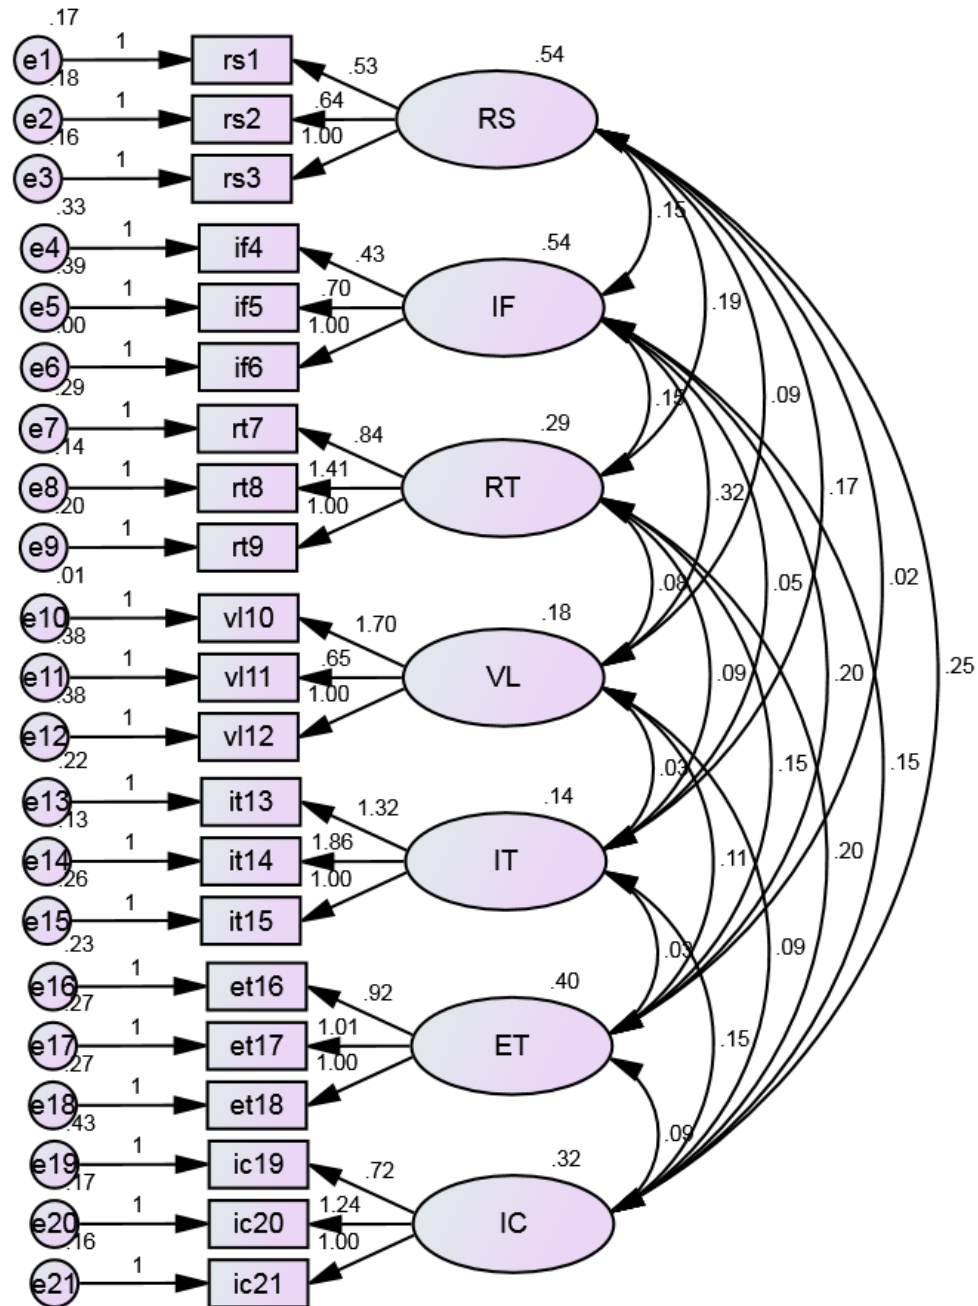 .17
e1 1 rs1 .53 .54
.18
e2 1 rs2 .64 RS
.16 1.00
e3 1 rs3
.33 .15
e4 1 if4 .43 .54
.39
e5 1 if5 .70 IF .19
.00 1.00
e6 1 if6
.29 .15 .09
e7 1 rt7 .84 .29
.14
e8 1 rt8 1.41 RT .32 .17
.20 1.00
e9 1 rt9
.01 .08 .05 .02
e10 1 vl10 1.70 .18
.38
e11 1 vl11 .65 VL .09 .20 .25
.38 1.00
e12 1 vl12
.22 .03 .15 .15
e13 1 it13 1.32 .14
.13
e14 1 it14 1.86 IT .11 .20
.26 1.00
e15 1 it15
.23 .03 .09
e16 1 et16 .92 .40
.27
e17 1 et17 1.01 ET .15
.27 1.00
e18 1 et18
.43 .09
e19 1 ic19 .72 .32
.17
e20 1 ic20 1.24 IC
.16 1.00
e21 1 ic21